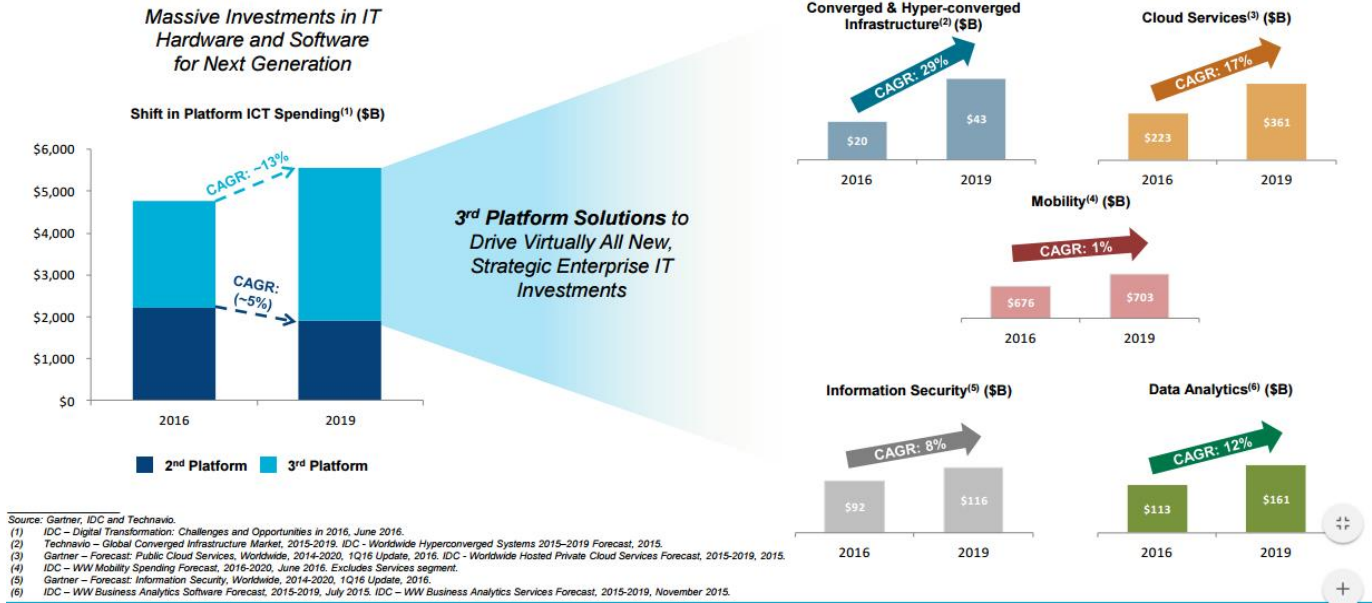 Massive Investments in IT
Hardware and Software
for Next Generation
Shift in Platform ICT Spending(1) ($B)
$6,000
$5,000
$4,000
$3,000
$2,000
$1,000
$0
CAGR: ~13%
CAGR:
(~5%)
2016
2019
2nd Platform
3rd Platform
3rd Platform Solutions to
Drive Virtually All New,
Strategic Enterprise IT
Investments
Converged & Hyper-converged
Infrastructure(2) ($B)
CAGR: 29%
$20
$43
2016
2019
Cloud Services(3) ($B)
CAGR: 17%
$223
$361
2016
2019
Mobility(4) ($B)
CAGR: 1%
$676
$703
2016
2019
Information Security(5) ($B)
CAGR: 8%
$92
$116
2016
2019
Data Analytics(6) ($B)
CAGR: 12%
$113
$161
2016
2019
Source: Gartner, IDC and Technavio.
(1) IDC – Digital Transformation: Challenges and Opportunities in 2016, June 2016.
(2) Technavio – Global Converged Infrastructure Market, 2015-2019. IDC - Worldwide Hyperconverged Systems 2015–2019 Forecast, 2015.
(3) Gartner – Forecast: Public Cloud Services, Worldwide, 2014-2020, 1Q16 Update, 2016. IDC - Worldwide Hosted Private Cloud Services Forecast, 2015-2019, 2015.
(4) IDC – WW Mobility Spending Forecast, 2016-2020, June 2016. Excludes Services segment.
(5) Gartner – Forecast: Information Security, Worldwide, 2014-2020, 1Q16 Update, 2016.
(6) IDC – WW Business Analytics Software Forecast, 2015-2019, July 2015. IDC – WW Business Analytics Services Forecast, 2015-2019, November 2015.